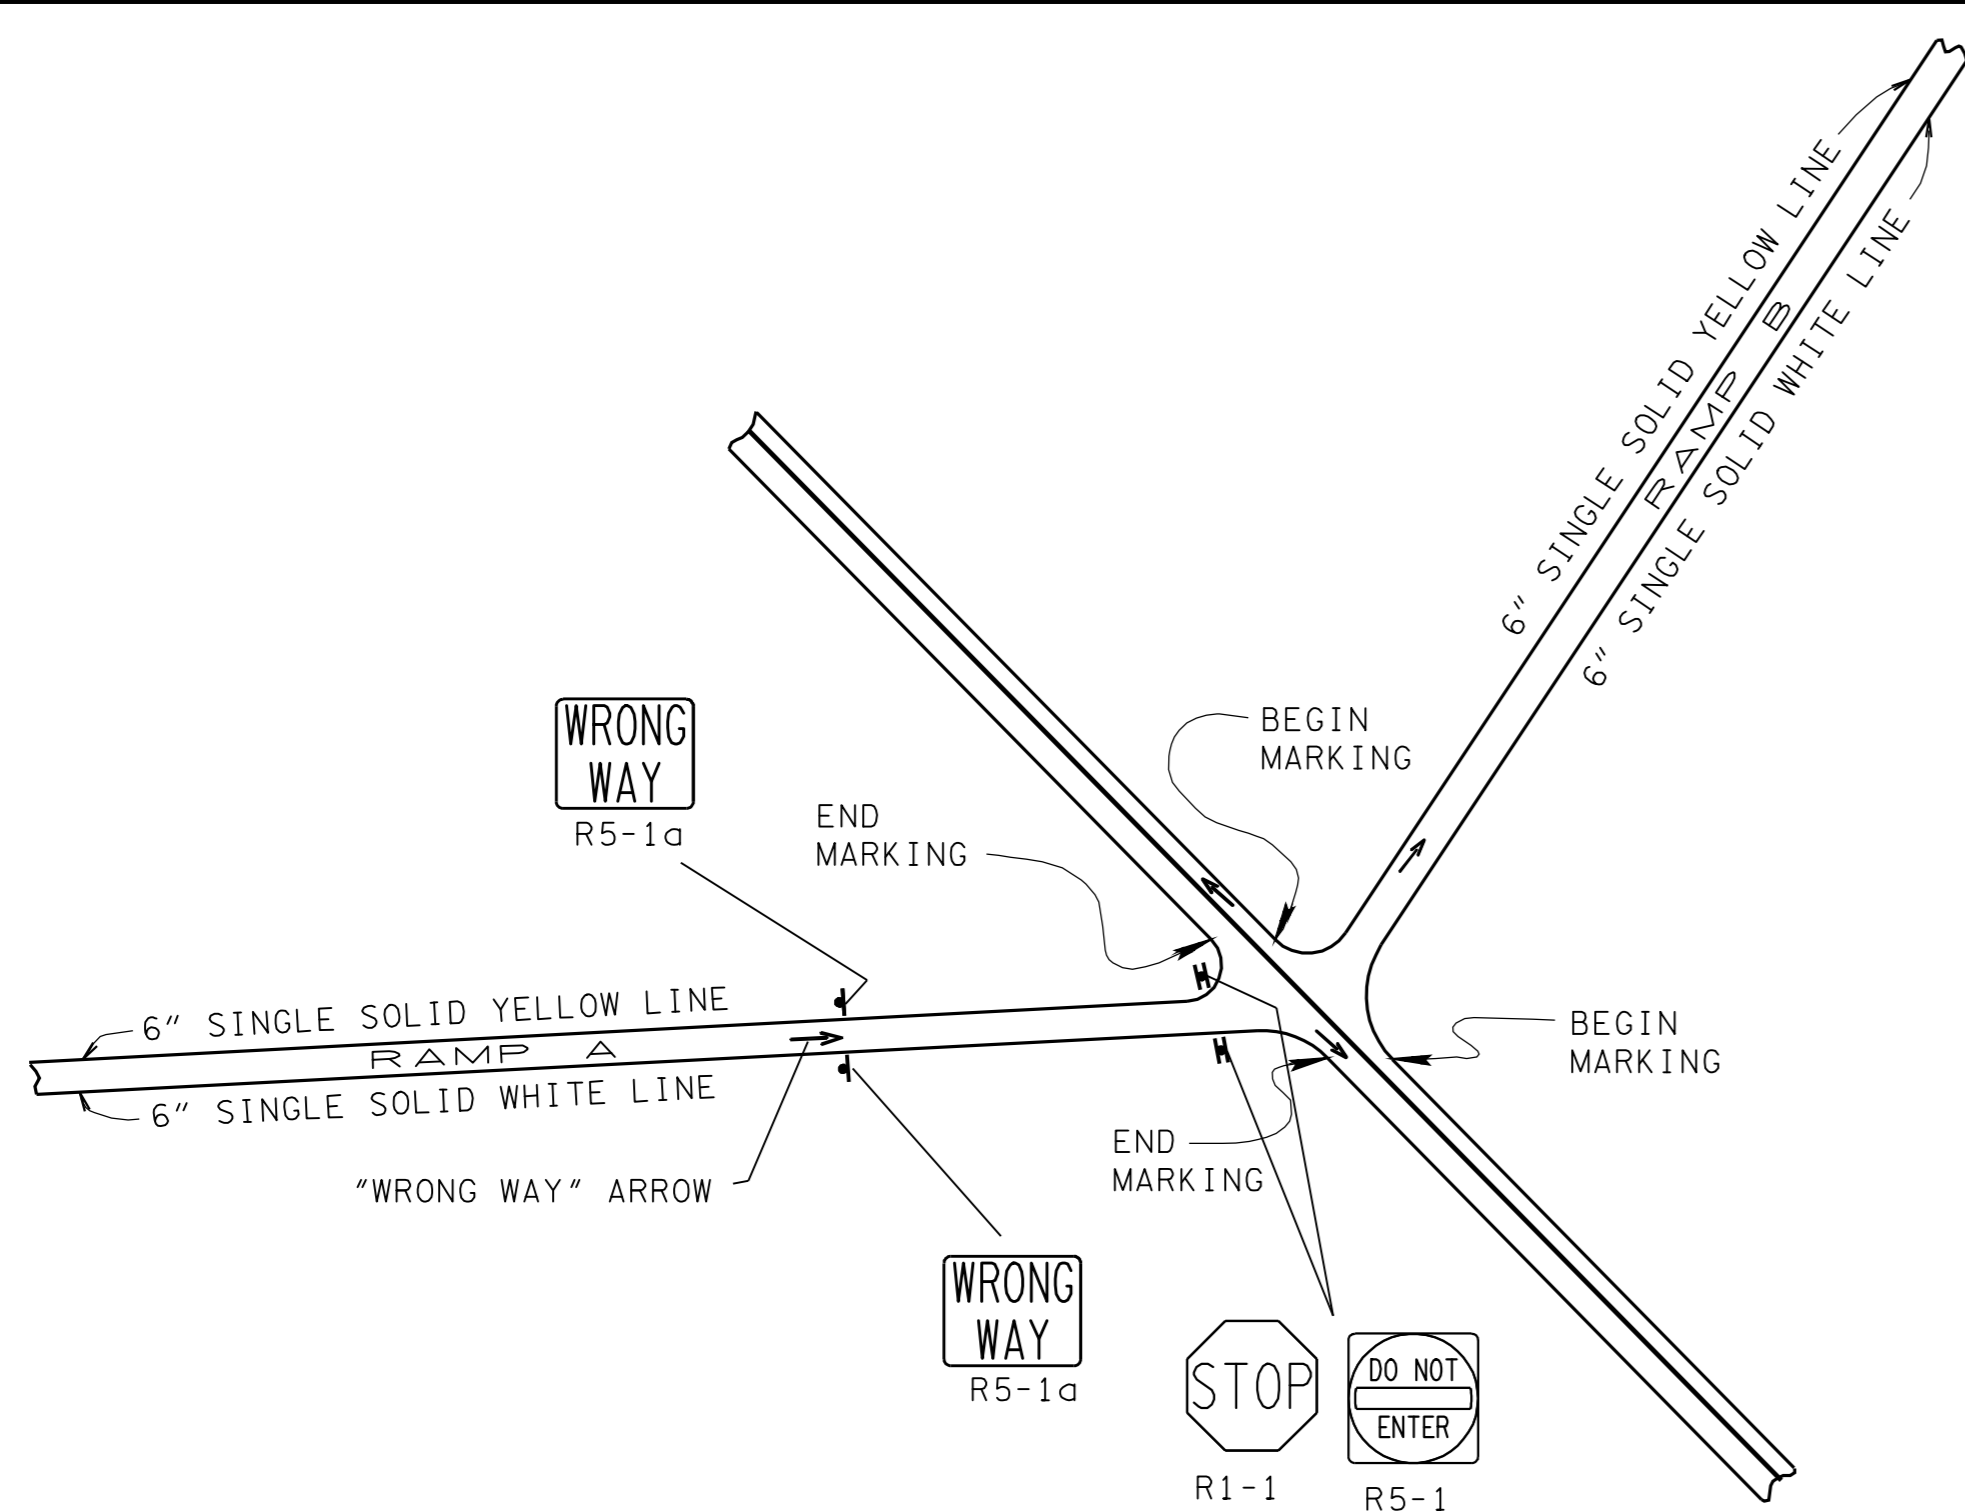 6" SINGLE SOLID YELLOW LINE
RAMP B
6" SINGLE SOLID WHITE LINE
WRONG
WAY
R5-1a
BEGIN
MARKING
END
MARKING
6" SINGLE SOLID YELLOW LINE
RAMP A
6" SINGLE SOLID WHITE LINE
BEGIN
MARKING
"WRONG WAY" ARROW
END
MARKING
WRONG
WAY
R5-1a
STOP
R1-1
DO NOT
ENTER
R5-1